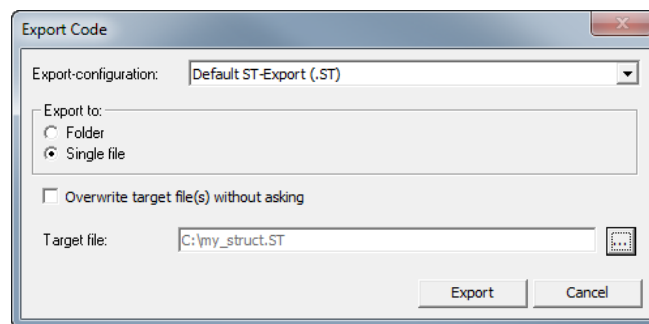 Export Code
Export-configuration: Default ST-Export (.ST)
Export to:
Folder
Single file
Overwrite target file(s) without asking
Target file: C:\my_struct.ST ...
Export Cancel